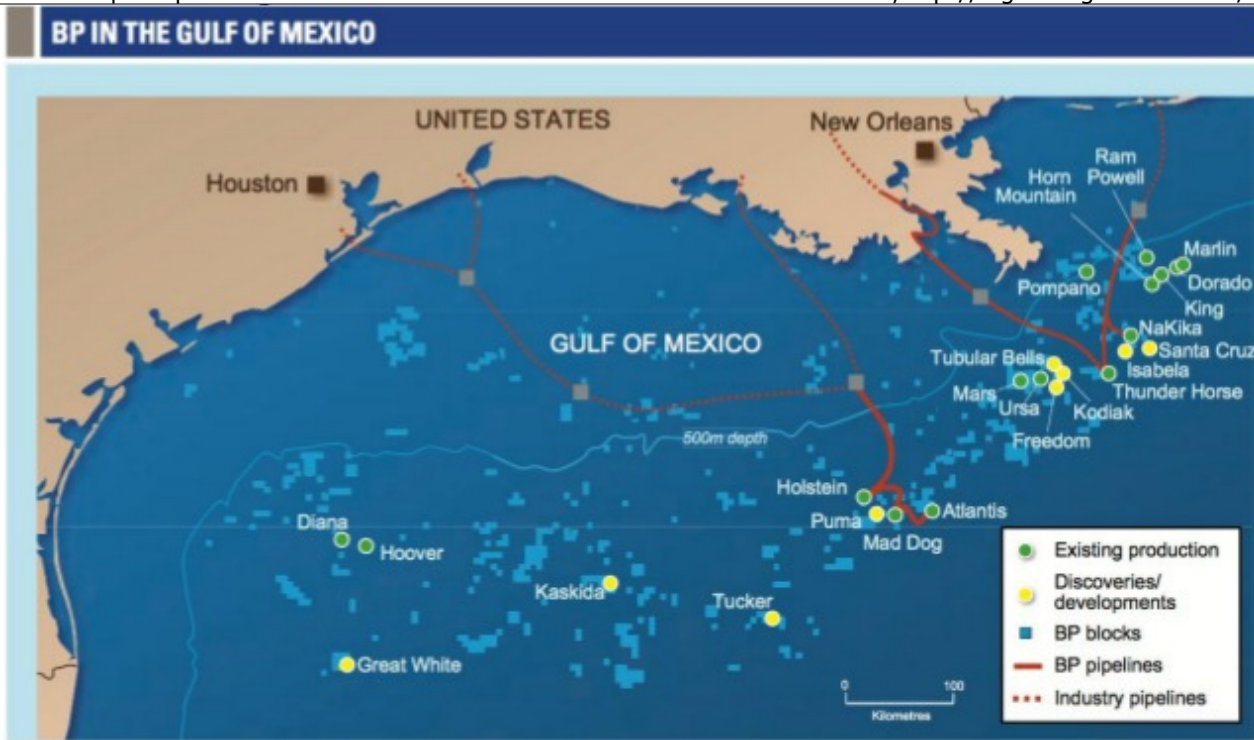 BP IN THE GULF OF MEXICO
UNITED STATES
New Orleans
Houston
Ram
Powell
Horn
Mountain
Marlin
Dorado
King
Pompano
NaKika
Santa Cruz
Isabela
Thunder Horse
Tubular Bells
Mars
Ursa
Kodiak
Freedom
GULF OF MEXICO
500m depth
Holstein
Puma
Mad Dog
Atlantis
Diana
Hoover
Kaskida
Tucker
Great White
Existing production
Discoveries/
developments
BP blocks
BP pipelines
Industry pipelines
0 100
Kilometres